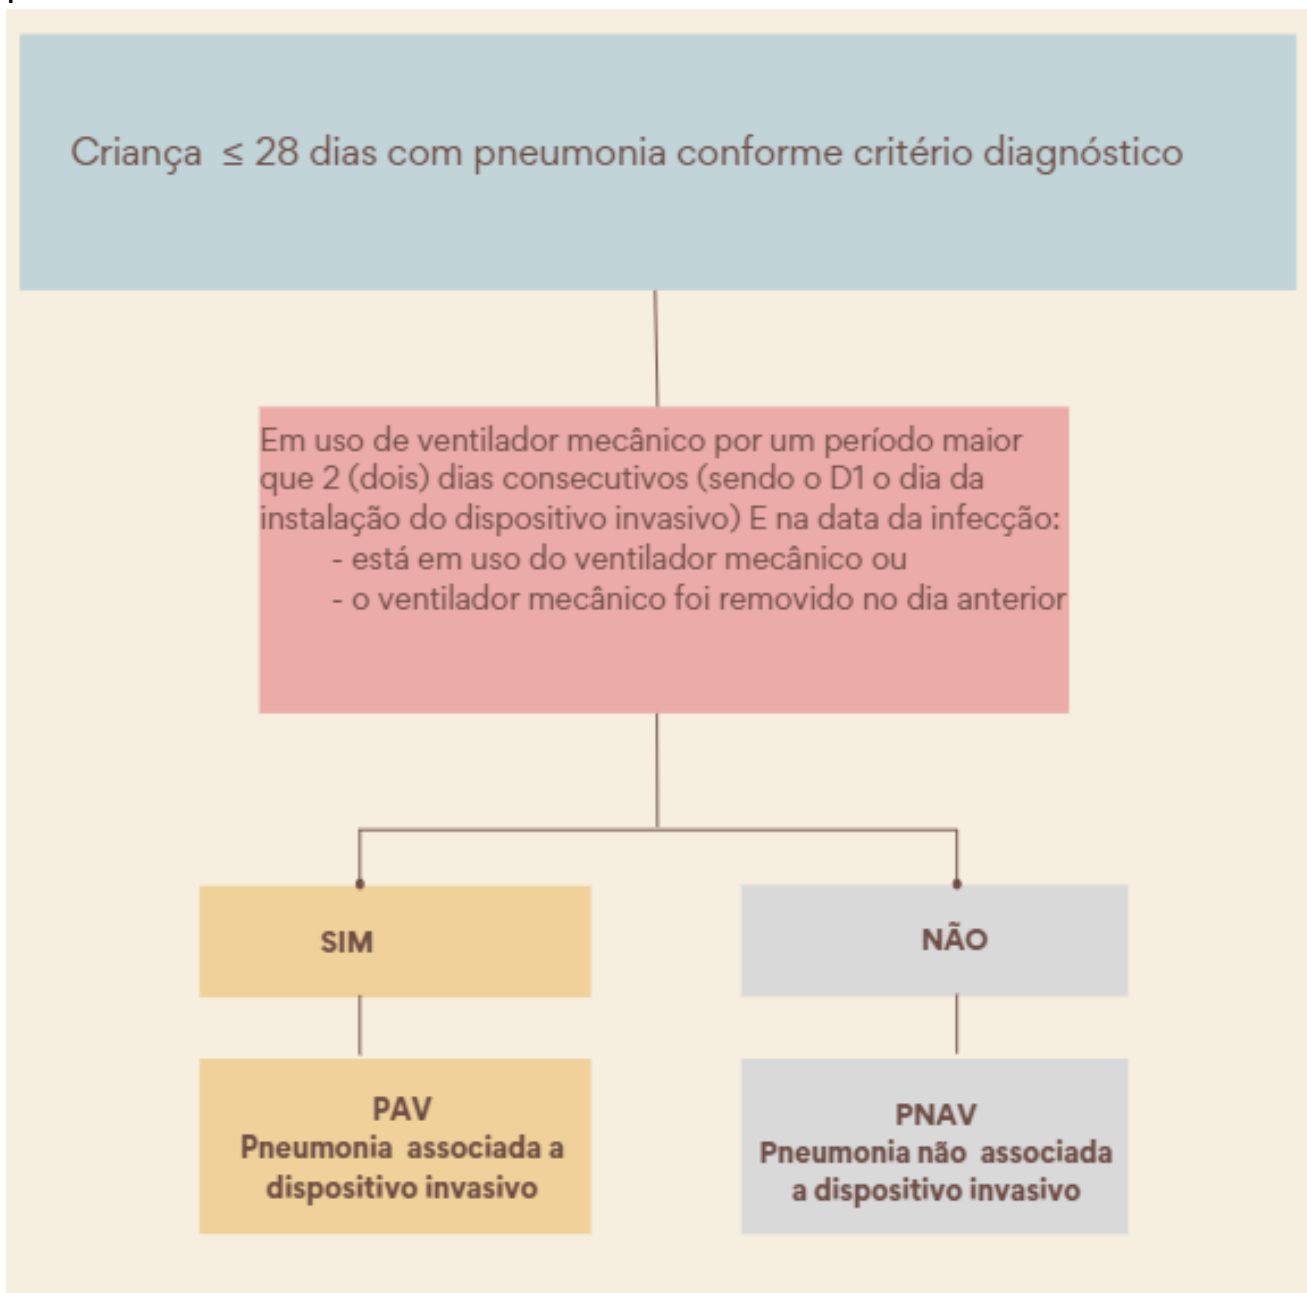 Criança ≤ 28 dias com pneumonia conforme critério diagnóstico
Em uso de ventilador mecânico por um período maior
que 2 (dois) dias consecutivos (sendo o D1 o dia da
instalação do dispositivo invasivo) E na data da infecção:
- está em uso do ventilador mecânico ou
- o ventilador mecânico foi removido no dia anterior
SIM
NÃO
PAV
Pneumonia associada a
dispositivo invasivo
PNAV
Pneumonia não associada
a dispositivo invasivo